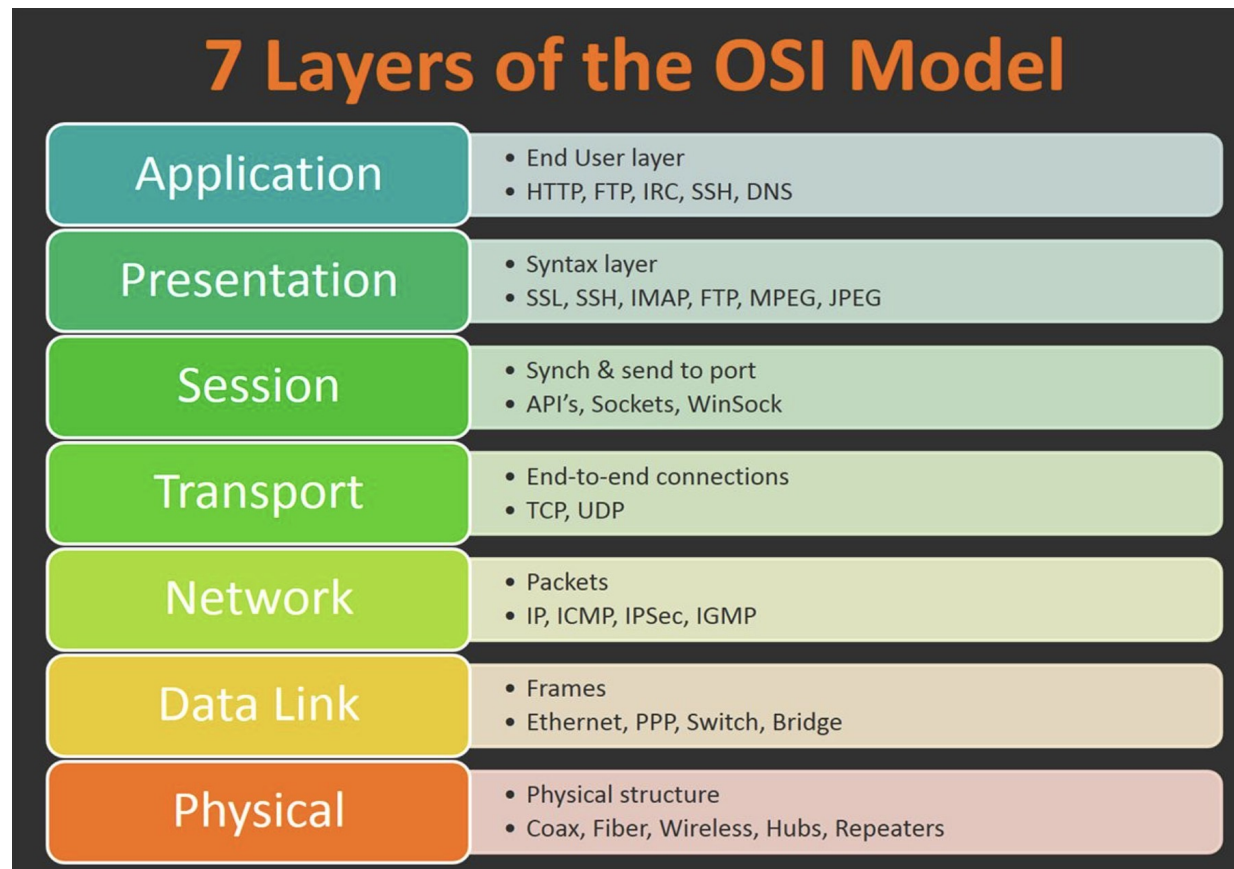 7 Layers of the OSI Model
Application
• End User layer
• HTTP, FTP, IRC, SSH, DNS
Presentation
• Syntax layer
• SSL, SSH, IMAP, FTP, MPEG, JPEG
Session
• Synch & send to port
• API’s, Sockets, WinSock
Transport
• End-to-end connections
• TCP, UDP
Network
• Packets
• IP, ICMP, IPSec, IGMP
Data Link
• Frames
• Ethernet, PPP, Switch, Bridge
Physical
• Physical structure
• Coax, Fiber, Wireless, Hubs, Repeaters